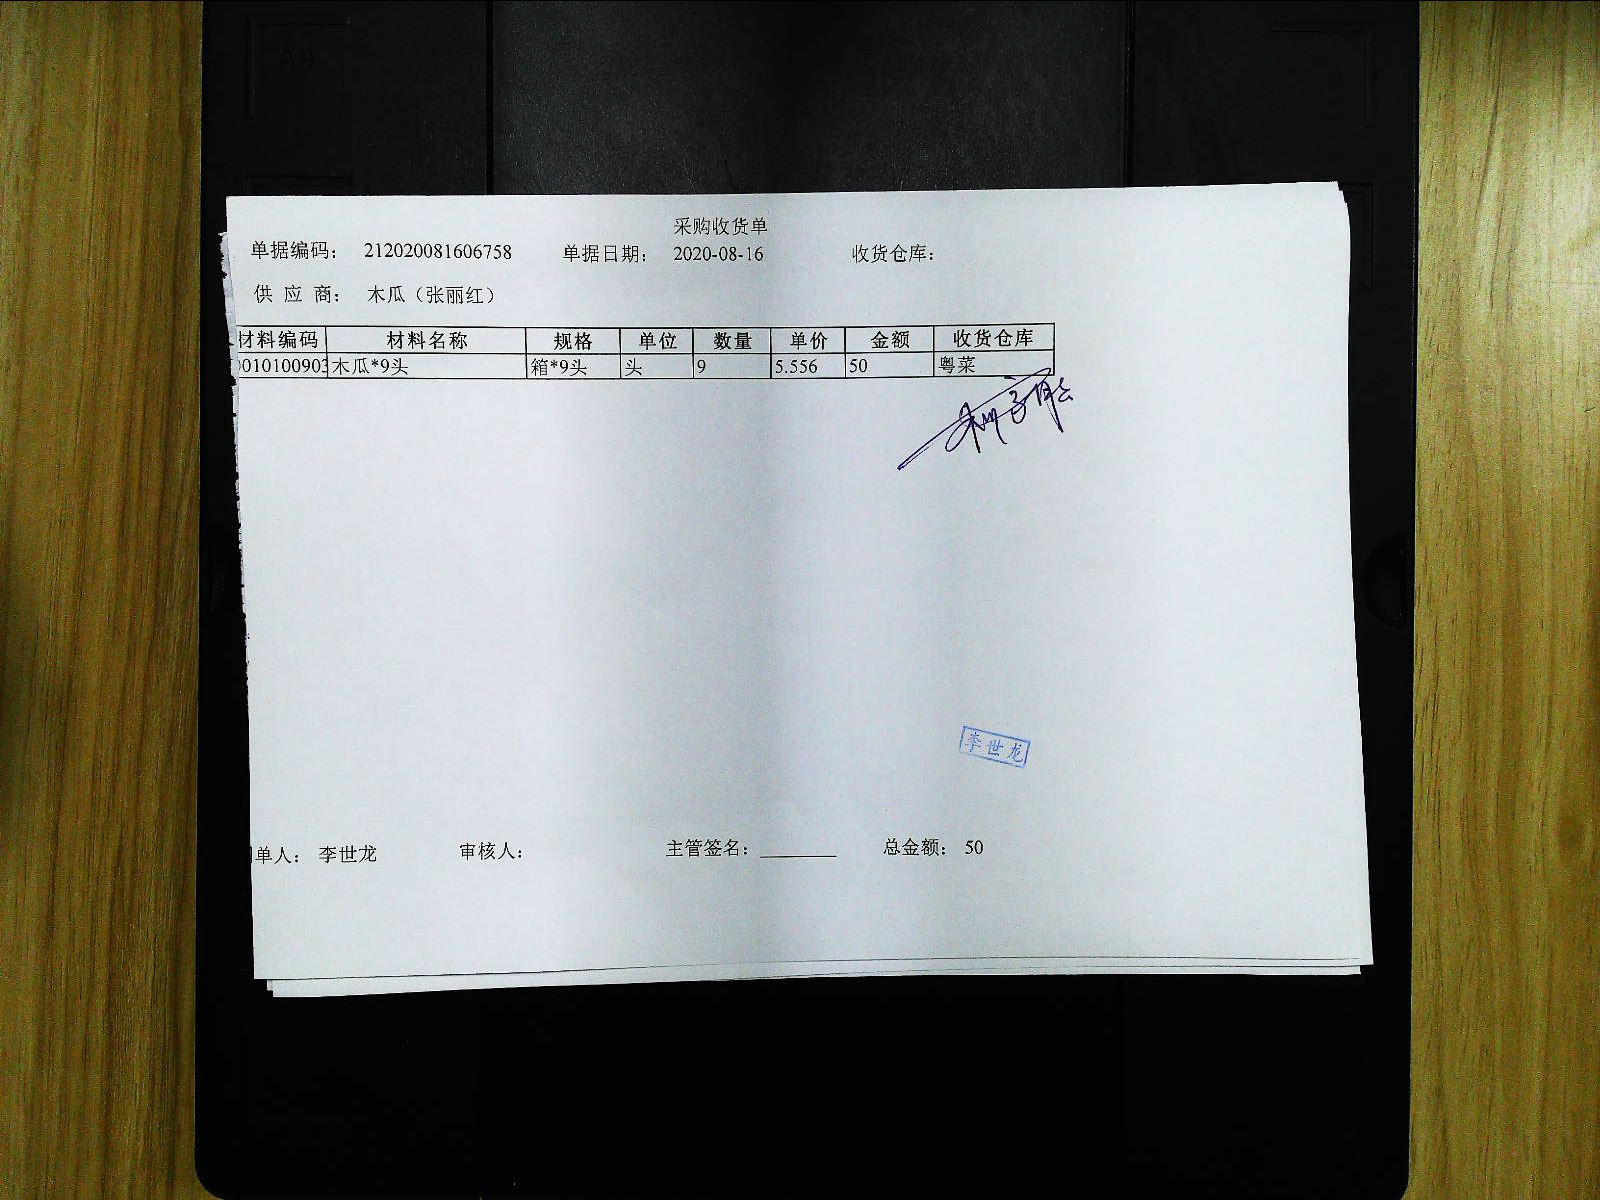 采购收货单
单据编码： 212020081606758 单据日期： 2020-08-16 收货仓库：
供 应 商： 木瓜（张丽红）
材料编码 材料名称 规格 单位 数量 单价 金额 收货仓库
010100903 木瓜*9头 箱*9头 头 9 5.556 50 粤菜
李世龙
单人： 李世龙 审核人： 主管签名： 总金额： 50